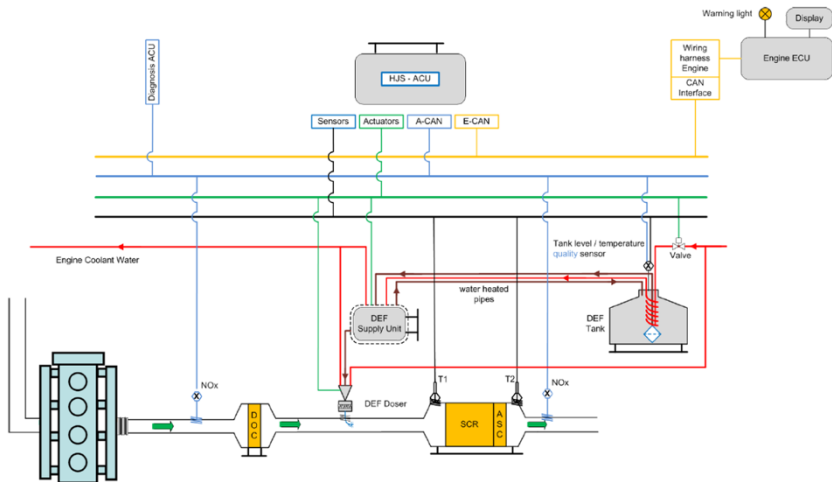 Warning light
Display
Engine ECU
Wiring
harness
Engine
CAN
Interface
Diagnosis ACU
HJS - ACU
Sensors
Actuators
A-CAN
E-CAN
Engine Coolant Water
Tank level / temperature
quality sensor
Valve
water heated
pipes
DEF
Supply Unit
DEF
Tank
NOx
DEF Doser
T1
T2
NOx
DOC
SCR
ASC